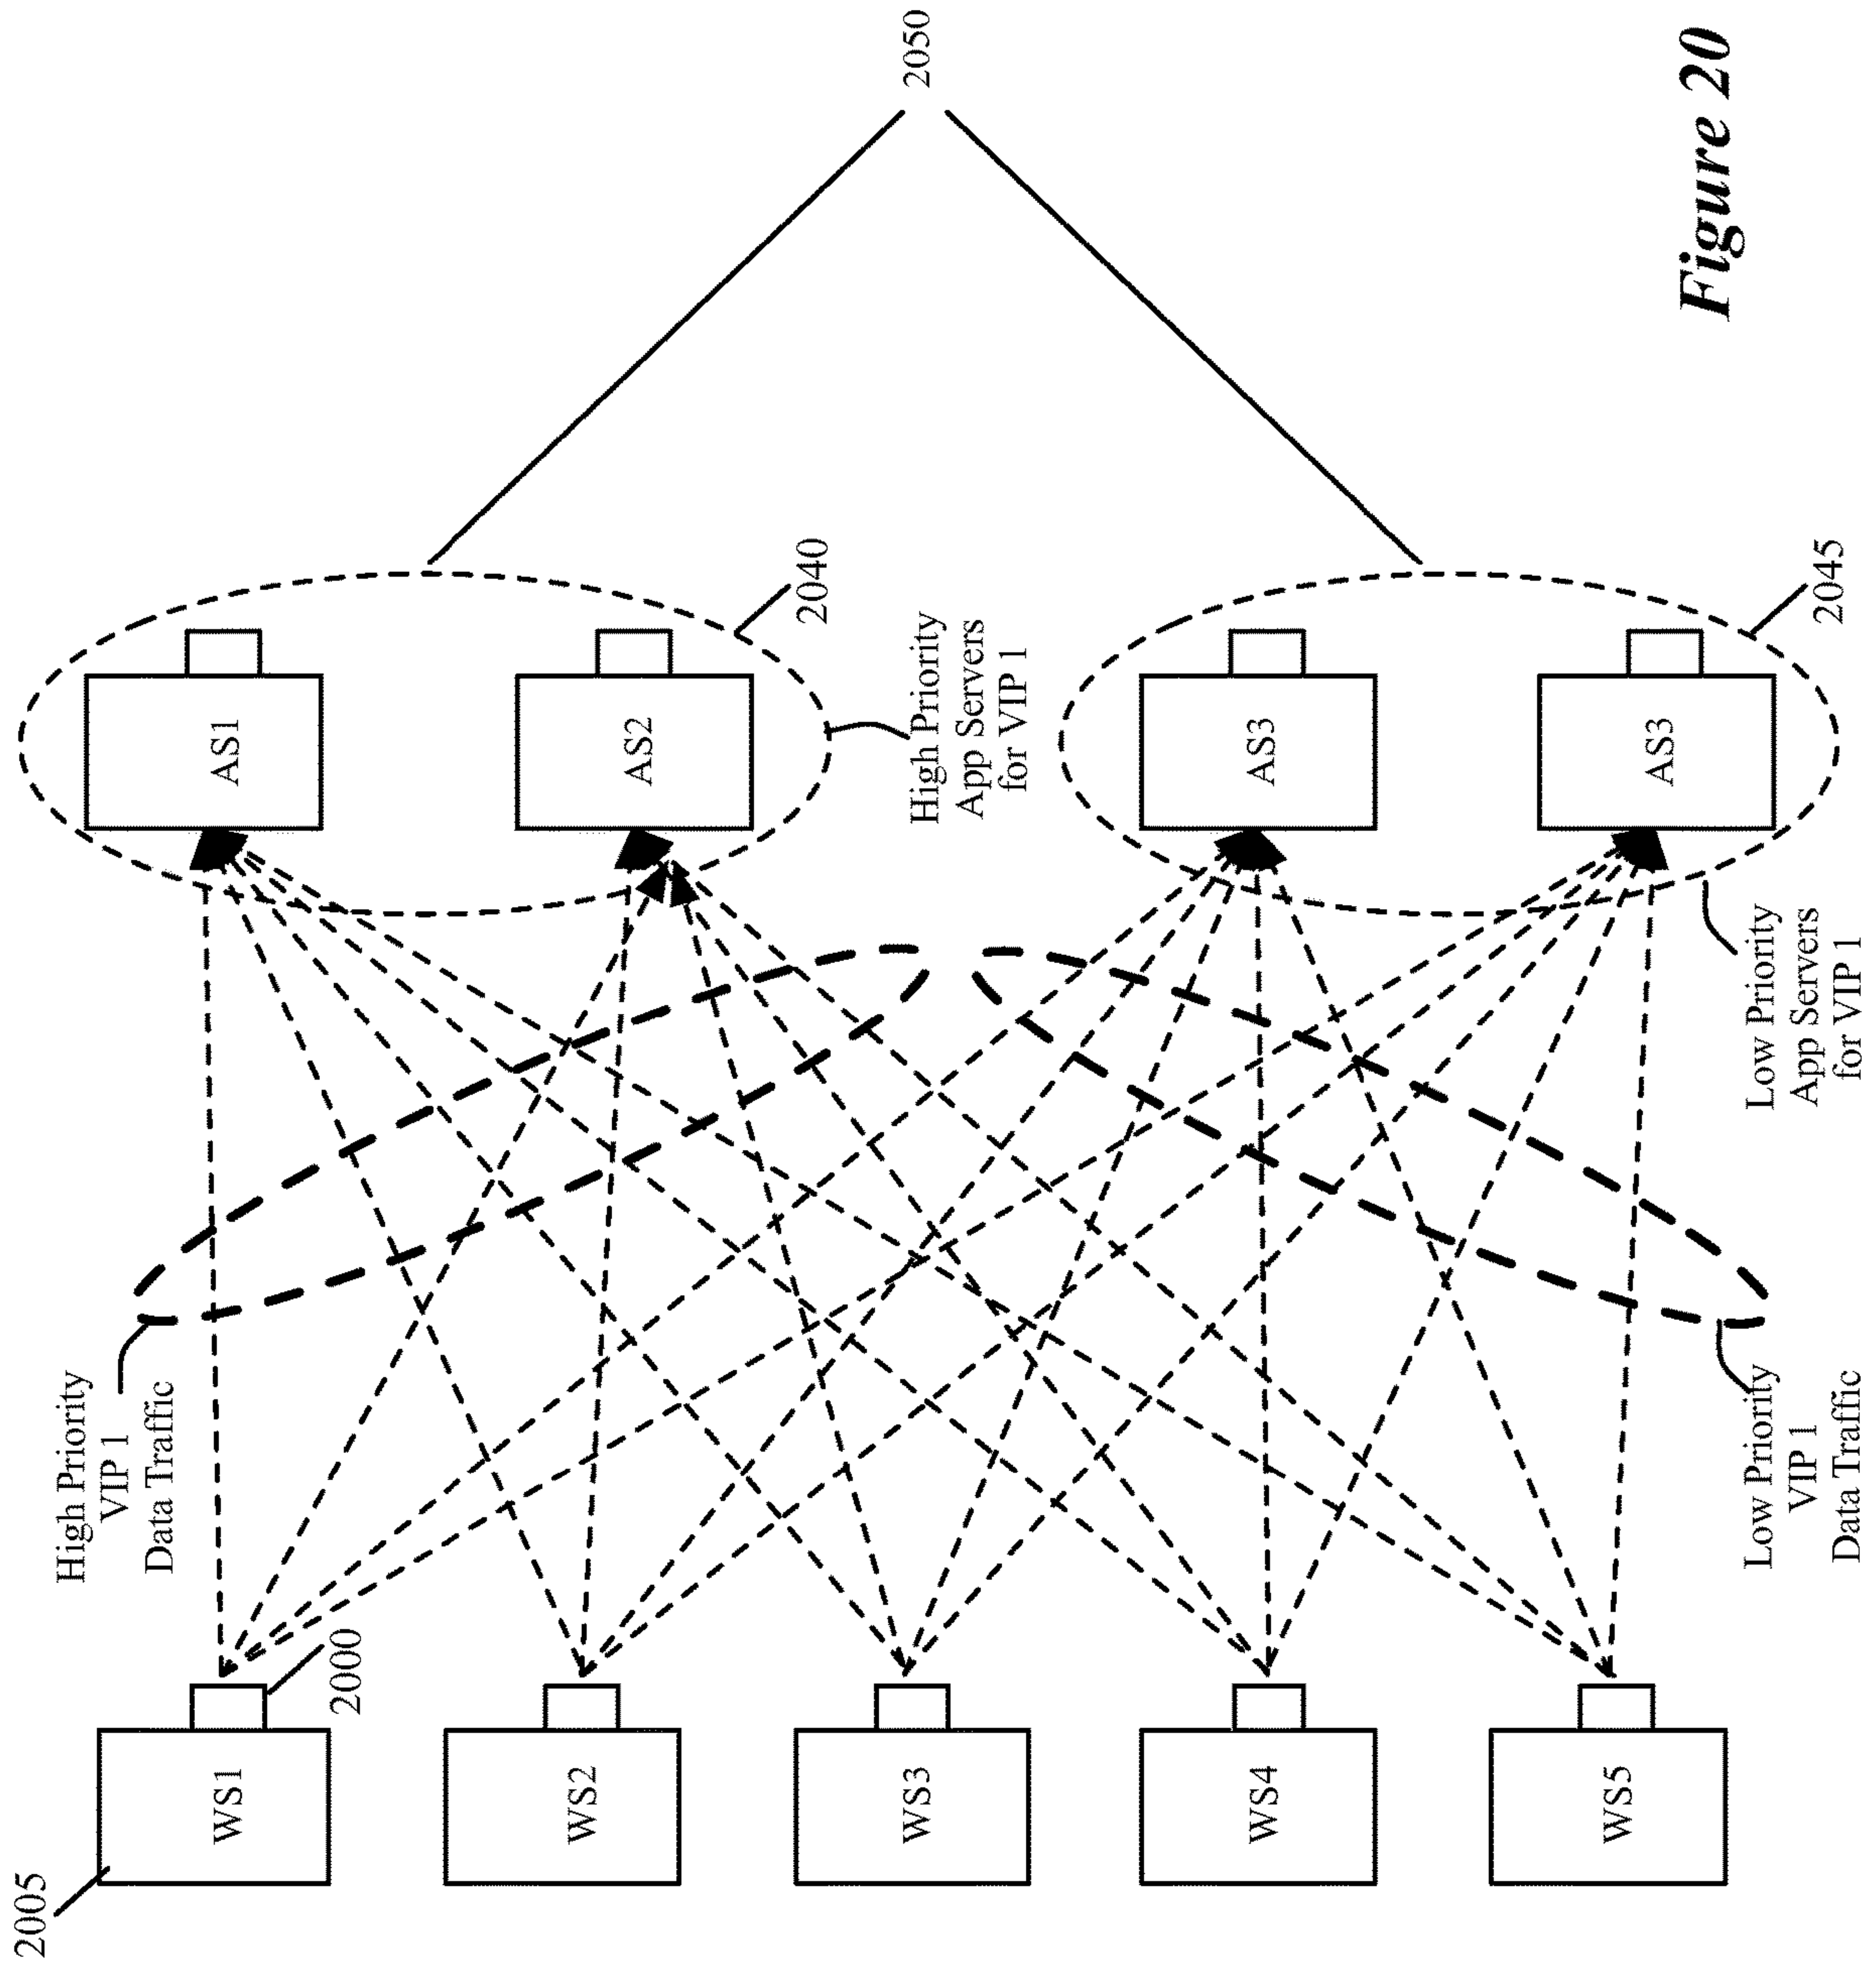 2005
WS1
2000
WS2
WS3
WS4
WS5
High Priority
VIP 1
Data Traffic
Low Priority
VIP 1
Data Traffic
AS1
AS2
2040
High Priority
App Servers
for VIP 1
AS3
AS3
2045
Low Priority
App Servers
for VIP 1
2050
Figure 20